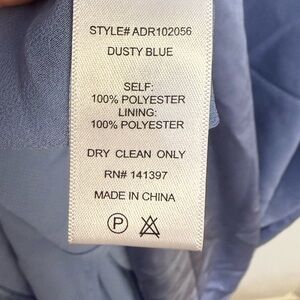 STYLE# ADR102056
DUSTY BLUE
SELF:
100% POLYESTER
LINING:
100% POLYESTER
DRY CLEAN ONLY
RN# 141397
MADE IN CHINA
P A